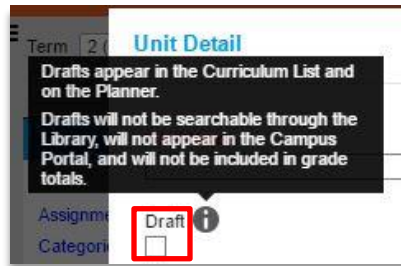 Term 2 (
Unit Detail
Drafts appear in the Curriculum List and
on the Planner.
Drafts will not be searchable through the
Library, will not appear in the Campus
Portal, and will not be included in grade
totals.
Assignme
Draft
Categori